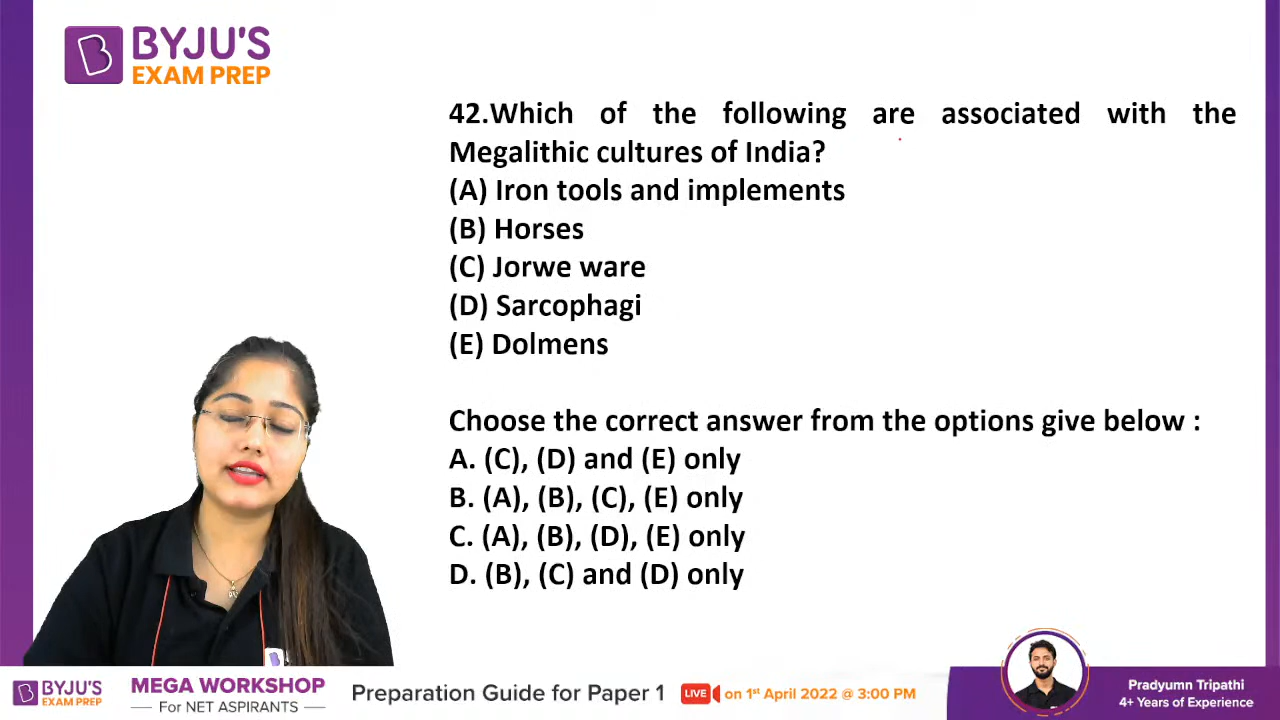 BYJU'S
EXAM PREP
42.Which of the following are associated with the
Megalithic cultures of India?
(A) Iron tools and implements
(B) Horses
(C) Jorwe ware
(D) Sarcophagi
(E) Dolmens
Choose the correct answer from the options give below :
A. (C), (D) and (E) only
B. (A), (B), (C), (E) only
C. (A), (B), (D), (E) only
D. (B), (C) and (D) only
BYJU'S
EXAM PREP
MEGA WORKSHOP
For NET ASPIRANTS
Preparation Guide for Paper 1
LIVE
on 1st April 2022 @ 3:00 PM
Pradyumn Tripathi
4+ Years of Experience